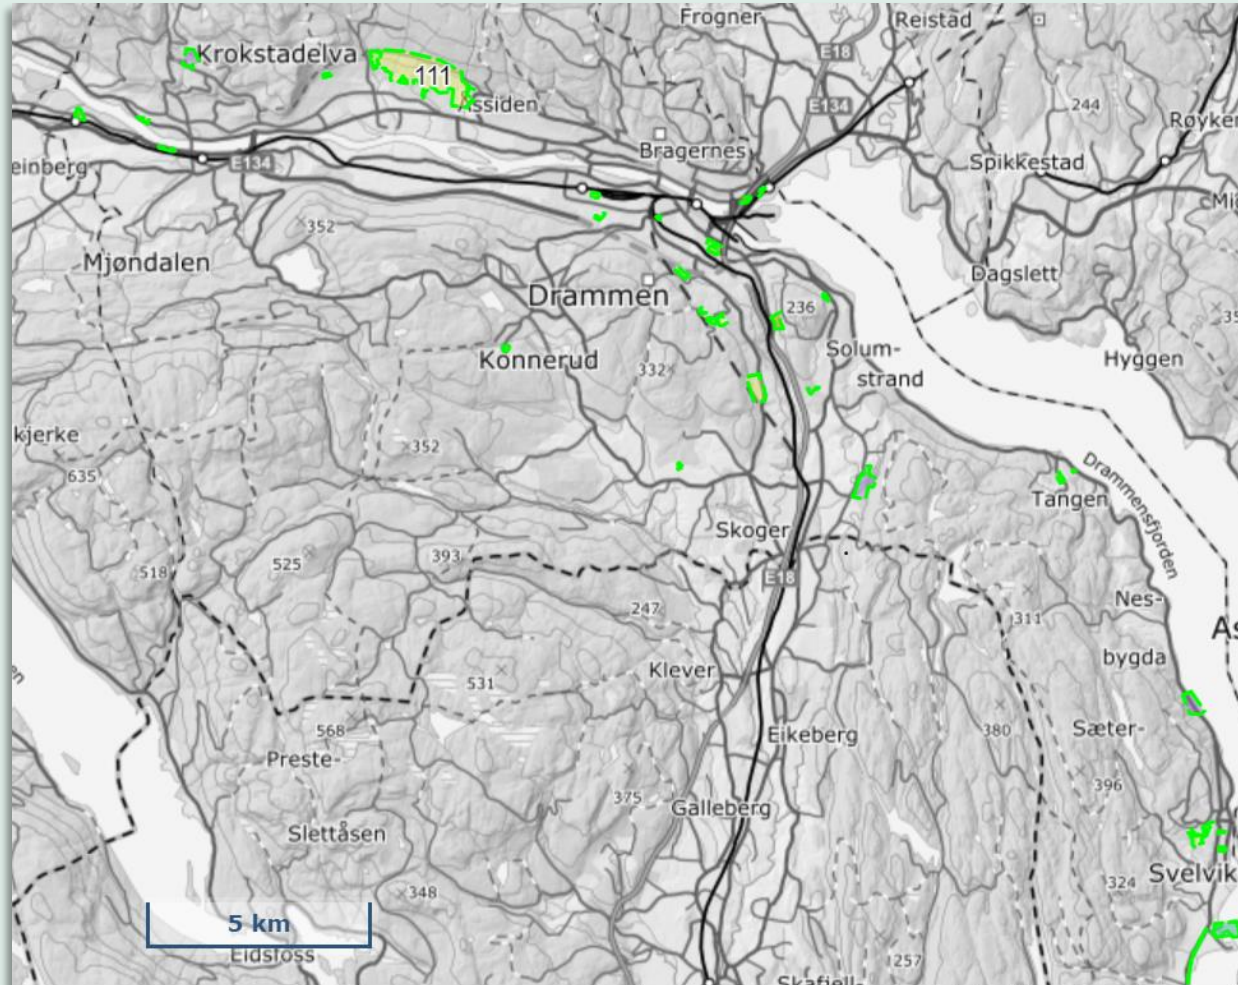 Frogner
Reistad
E18
Krokstadelva
111
Åssiden
E134
244
Røyken
Bragernes
Spikkestad
E134
einberg
352
Mjøndalen
Dagslett
Drammen
236
Konnerud
332
Solum-
strand
Hyggen
kjerke
352
635
Drammensfjorden
Tangen
Skoger
393
525
518
E18
247
Nes-
311
bygda
Klever
531
568
380
Sæter-
Eikeberg
Preste-
396
375
Galleberg
Slettåsen
324
Svelvik
348
5 km
Eidsfoss
257